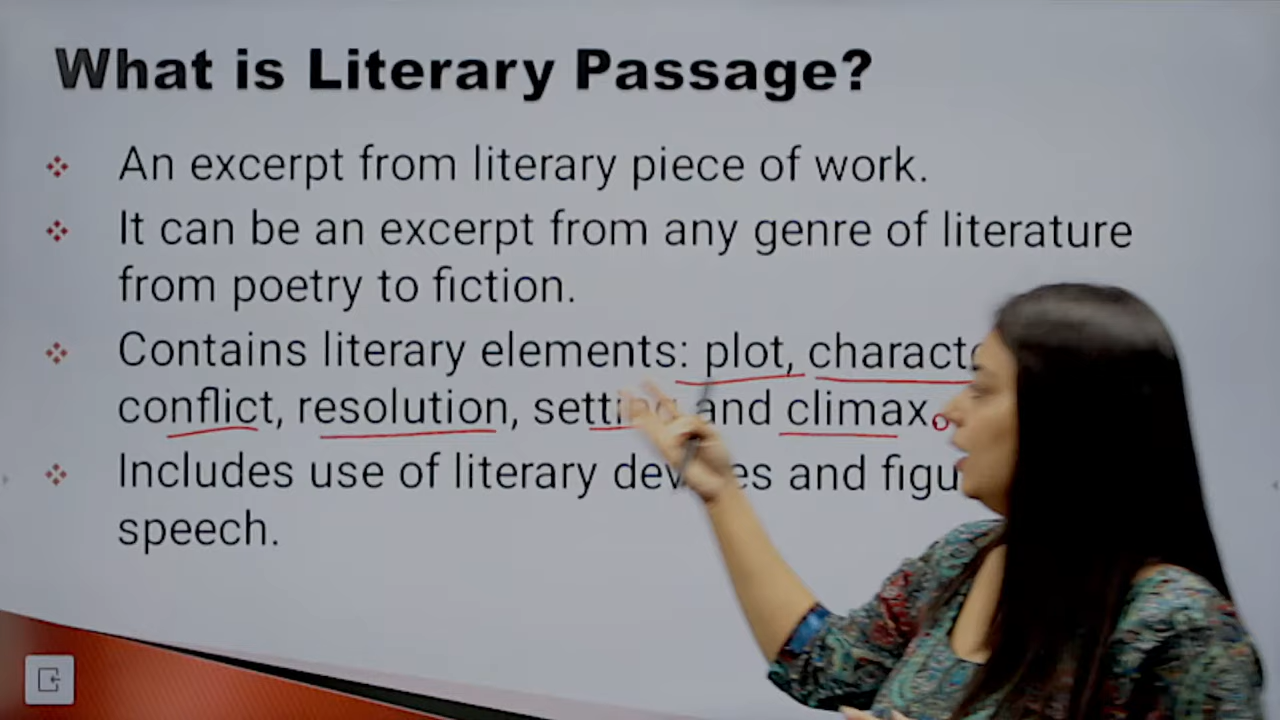 What is Literary Passage?
An excerpt from literary piece of work.
It can be an excerpt from any genre of literature
from poetry to fiction.
Contains literary elements: plot,
conflict, resolution, setting and climax.
Includes use of literary devices and
speech.